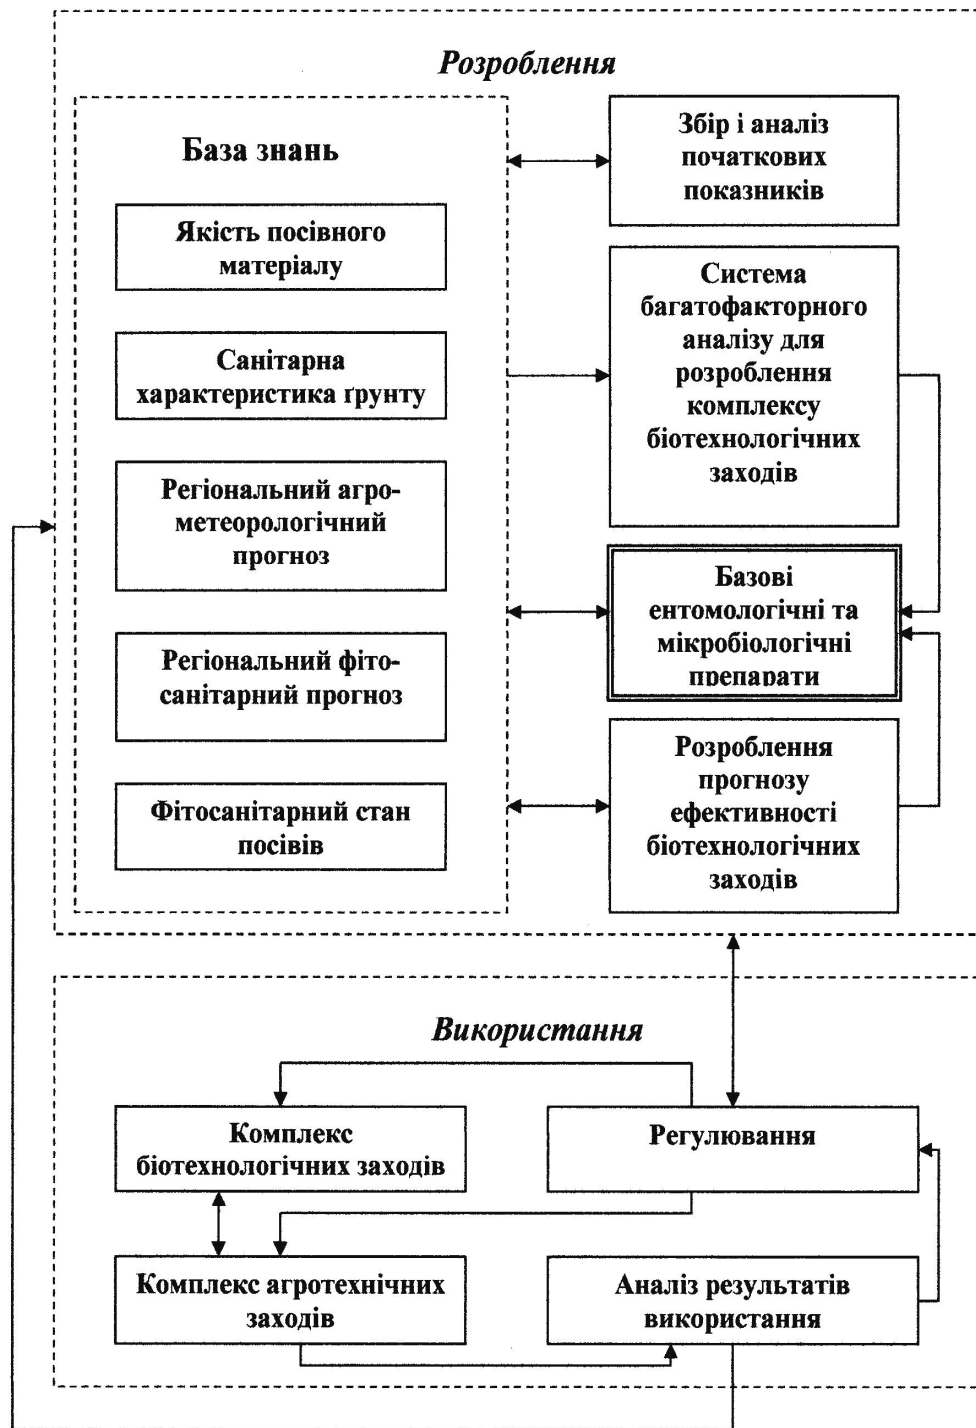 Розроблення
База знань
Якість посівного
матеріалу
Санітарна
характеристика ґрунту
Регіональний агро-
метеорологічний
прогноз
Регіональний фіто-
санітарний прогноз
Фітосанітарний стан
посівів
Збір і аналіз
початкових
показників
Система
багатофакторного
аналізу для
розроблення
комплексу
біотехнологічних
заходів
Базові
ентомологічні та
мікробіологічні
препарати
Розроблення
прогнозу
ефективності
біотехнологічних
заходів
Використання
Комплекс
біотехнологічних заходів
Регулювання
Комплекс агротехнічних
заходів
Аналіз результатів
використання